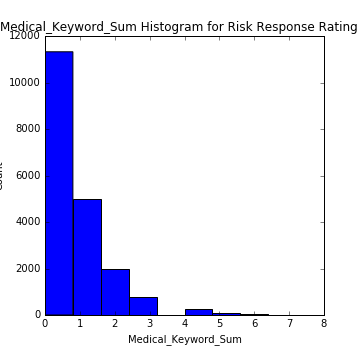 Medical_Keyword_Sum Histogram for Risk Response Rating
12000
10000
8000
6000
4000
2000
0
Count
0 1 2 3 4 5 6 7 8
Medical_Keyword_Sum